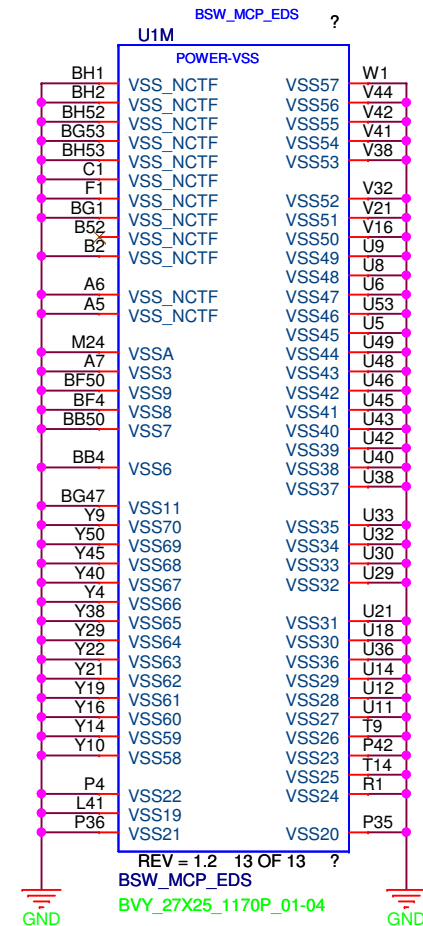 BSW_MCP_EDS ?
U1M
POWER-VSS
BH1 VSS_NCTF VSS57 W1
BH2 VSS_NCTF VSS56 V44
BH52 VSS_NCTF VSS55 V42
BG53 VSS_NCTF VSS54 V41
BH53 VSS_NCTF VSS53 V38
C1 VSS_NCTF
F1 VSS_NCTF VSS52 V32
BG1 VSS_NCTF VSS51 V21
B52 VSS_NCTF VSS50 V16
B2 VSS_NCTF VSS49 U9
VSS48 U8
A6 VSS_NCTF VSS47 U6
A5 VSS_NCTF VSS46 U53
VSS45 U5
M24 VSSA VSS44 U49
A7 VSS3 VSS43 U48
BF50 VSS9 VSS42 U46
BF4 VSS8 VSS41 U45
BB50 VSS7 VSS40 U43
VSS39 U42
BB4 VSS6 VSS38 U40
VSS37 U38
BG47 VSS11
Y9 VSS70 VSS35 U33
Y50 VSS69 VSS34 U32
Y45 VSS68 VSS33 U30
Y40 VSS67 VSS32 U29
Y4 VSS66
Y38 VSS65 VSS31 U21
Y29 VSS64 VSS30 U18
Y22 VSS63 VSS36 U36
Y21 VSS62 VSS29 U14
Y19 VSS61 VSS28 U12
Y16 VSS60 VSS27 U11
Y14 VSS59 VSS26 T9
Y10 VSS58 VSS23 P42
VSS25 T14
P4 VSS22 VSS24 R1
L41 VSS19
P36 VSS21 VSS20 P35
REV = 1.2 13 OF 13 ?
BSW_MCP_EDS
BVY_27X25_1170P_01-04
GND GND